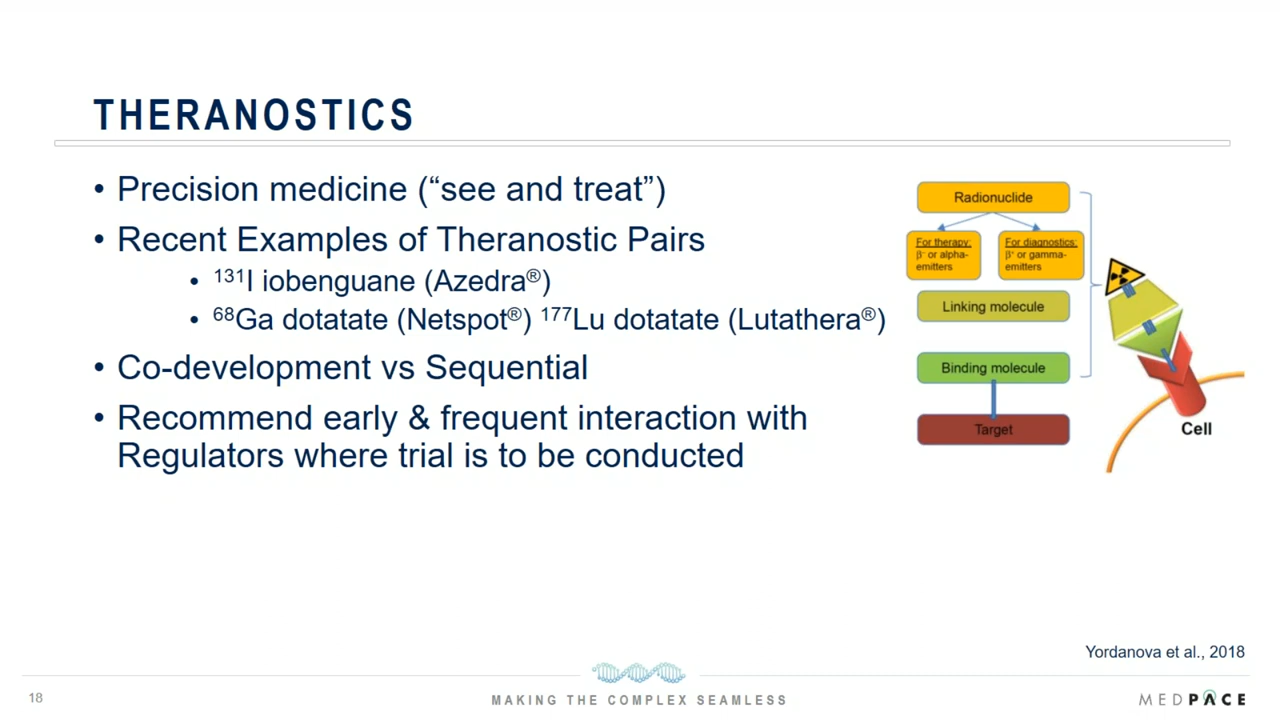 THERANOSTICS
• Precision medicine (“see and treat”)
• Recent Examples of Theranostic Pairs
• ¹³¹I iobenguane (Azedra®)
• ⁶⁸Ga dotatate (Netspot®) ¹⁷⁷Lu dotatate (Lutathera®)
• Co-development vs Sequential
• Recommend early & frequent interaction with
Regulators where trial is to be conducted
Radionuclide
For therapy:
β⁻ or alpha-
emitters
For diagnostics:
β⁺ or gamma-
emitters
Linking molecule
Binding molecule
Target
Cell
Yordanova et al., 2018
18
MAKING THE COMPLEX SEAMLESS
MEDPACE